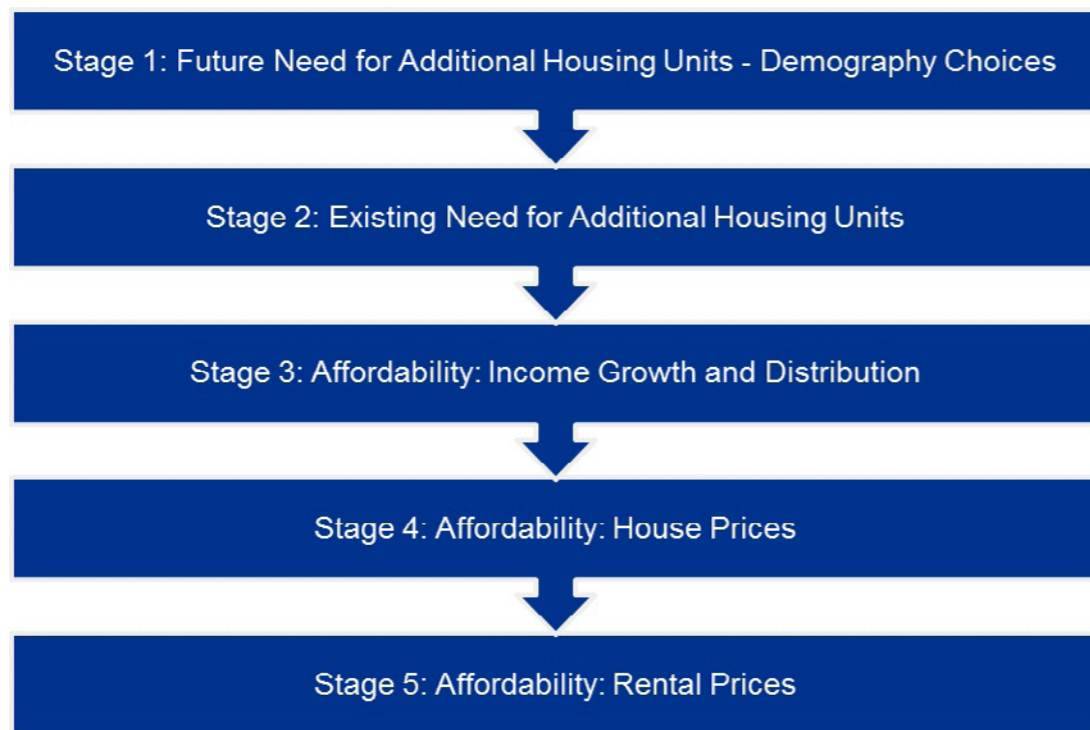 Stage 1: Future Need for Additional Housing Units - Demography Choices
Stage 2: Existing Need for Additional Housing Units
Stage 3: Affordability: Income Growth and Distribution
Stage 4: Affordability: House Prices
Stage 5: Affordability: Rental Prices